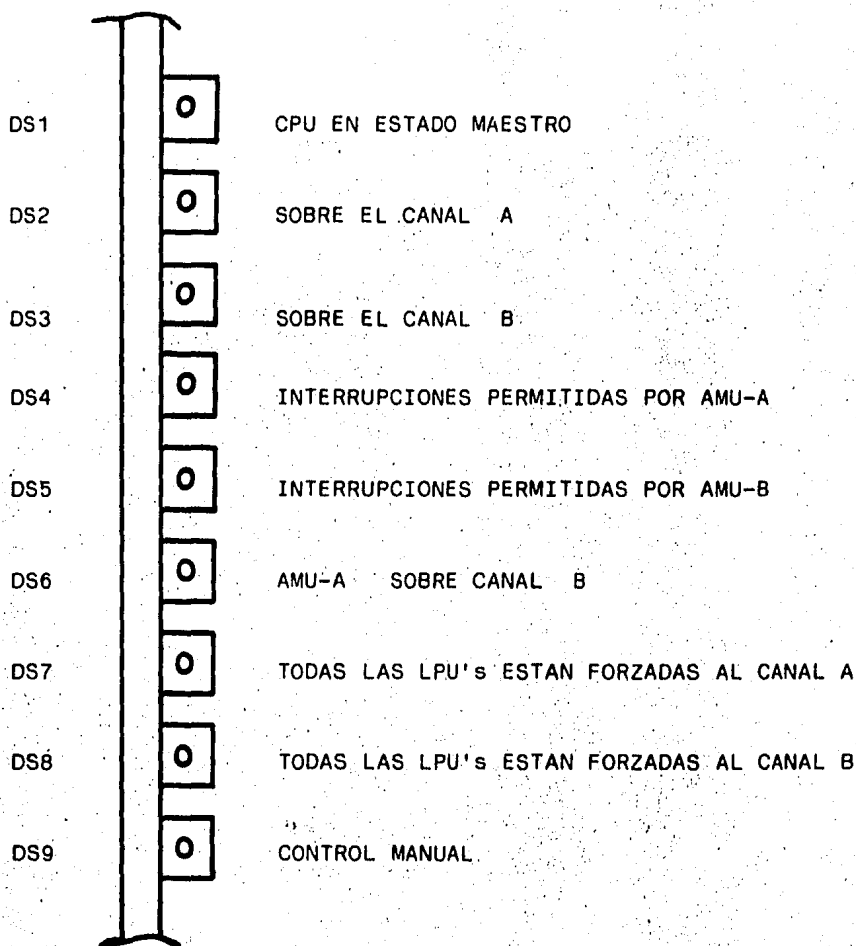 DS1 CPU EN ESTADO MAESTRO
DS2 SOBRE EL CANAL A
DS3 SOBRE EL CANAL B
DS4 INTERRUPCIONES PERMITIDAS POR AMU-A
DS5 INTERRUPCIONES PERMITIDAS POR AMU-B
DS6 AMU-A SOBRE CANAL B
DS7 TODAS LAS LPU's ESTAN FORZADAS AL CANAL A
DS8 TODAS LAS LPU's ESTAN FORZADAS AL CANAL B
DS9 CONTROL MANUAL